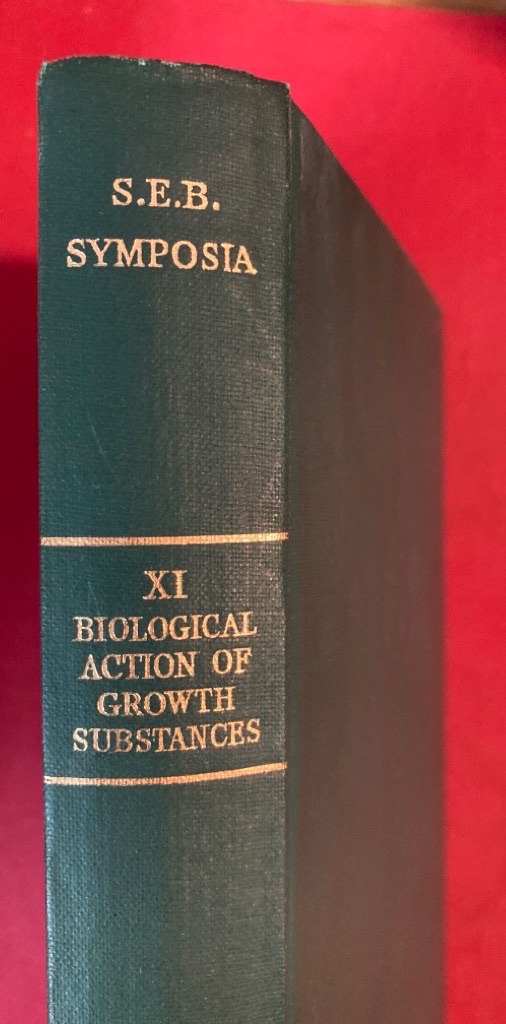 S.E.B.
SYMPOSIA
XI
BIOLOGICAL
ACTION OF
GROWTH
SUBSTANCES